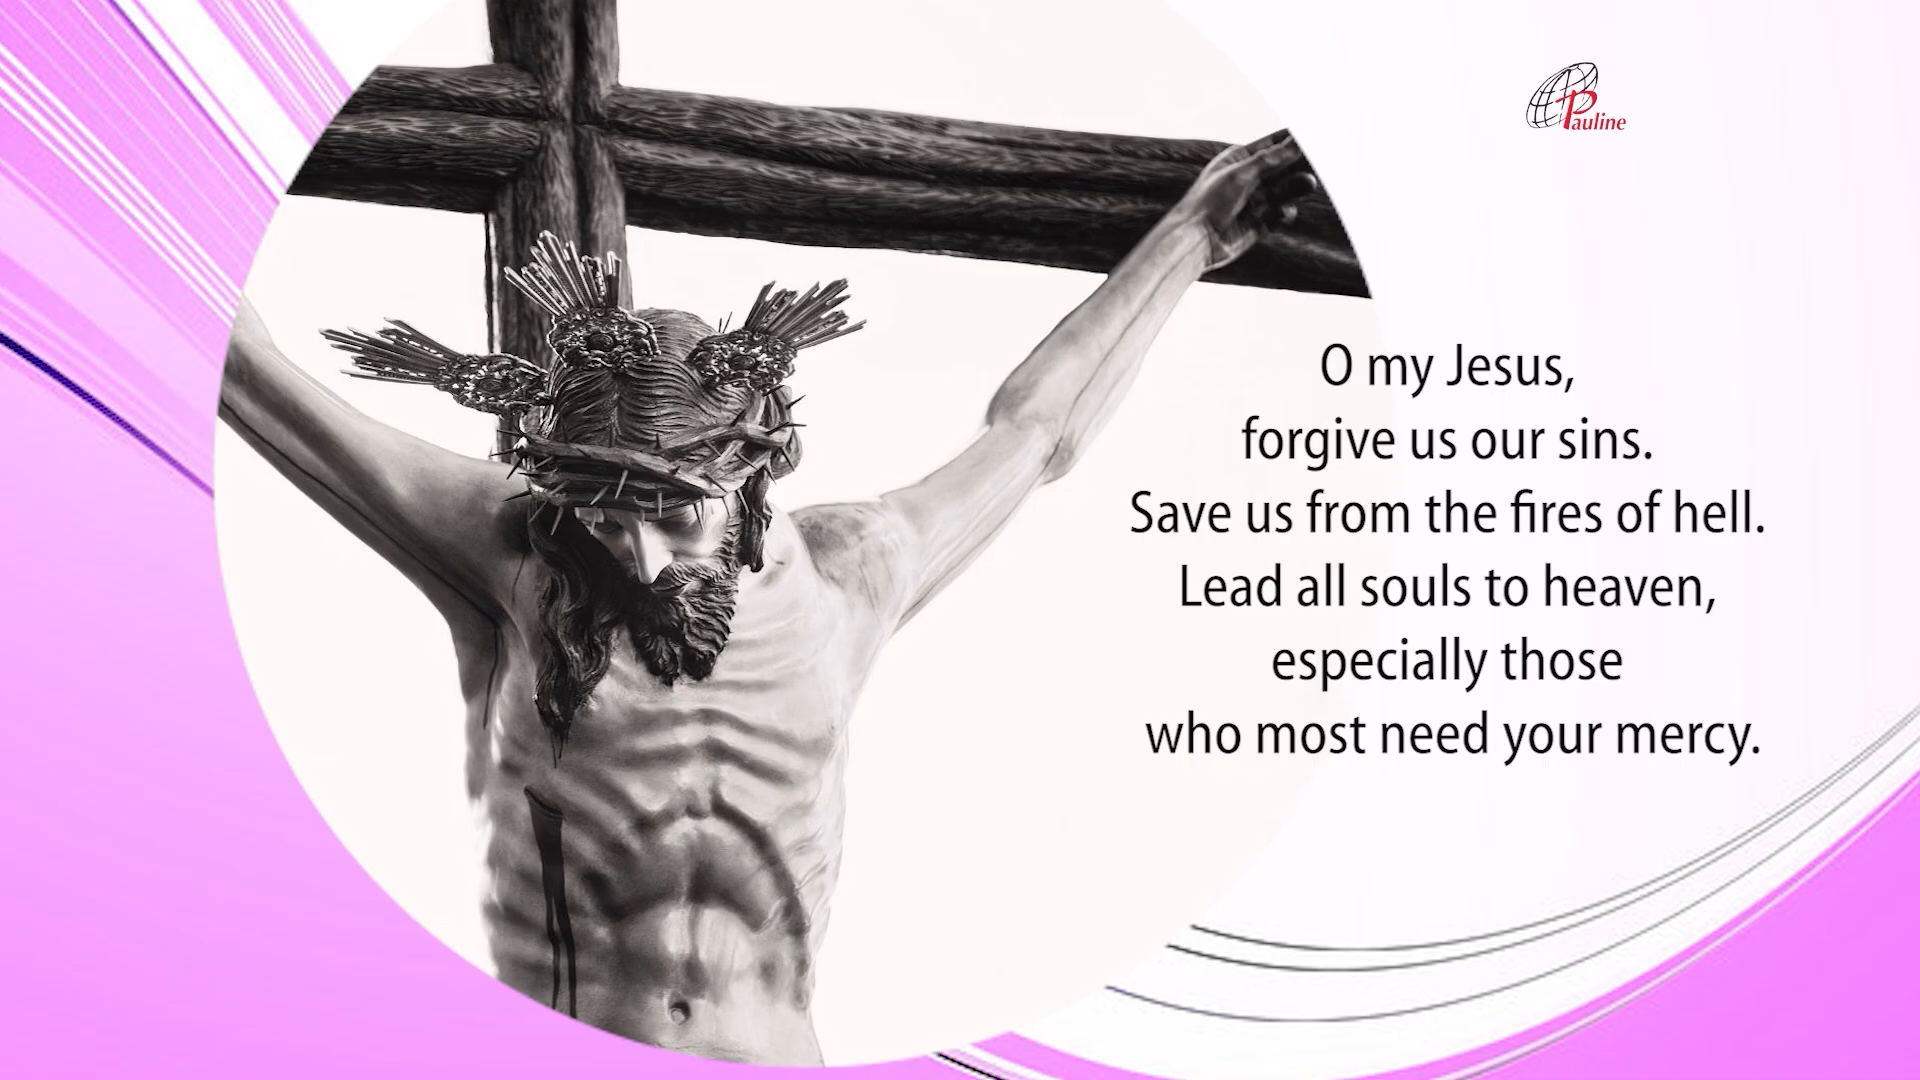 Pauline
O my Jesus,
forgive us our sins.
Save us from the fires of hell.
Lead all souls to heaven,
especially those
who most need your mercy.